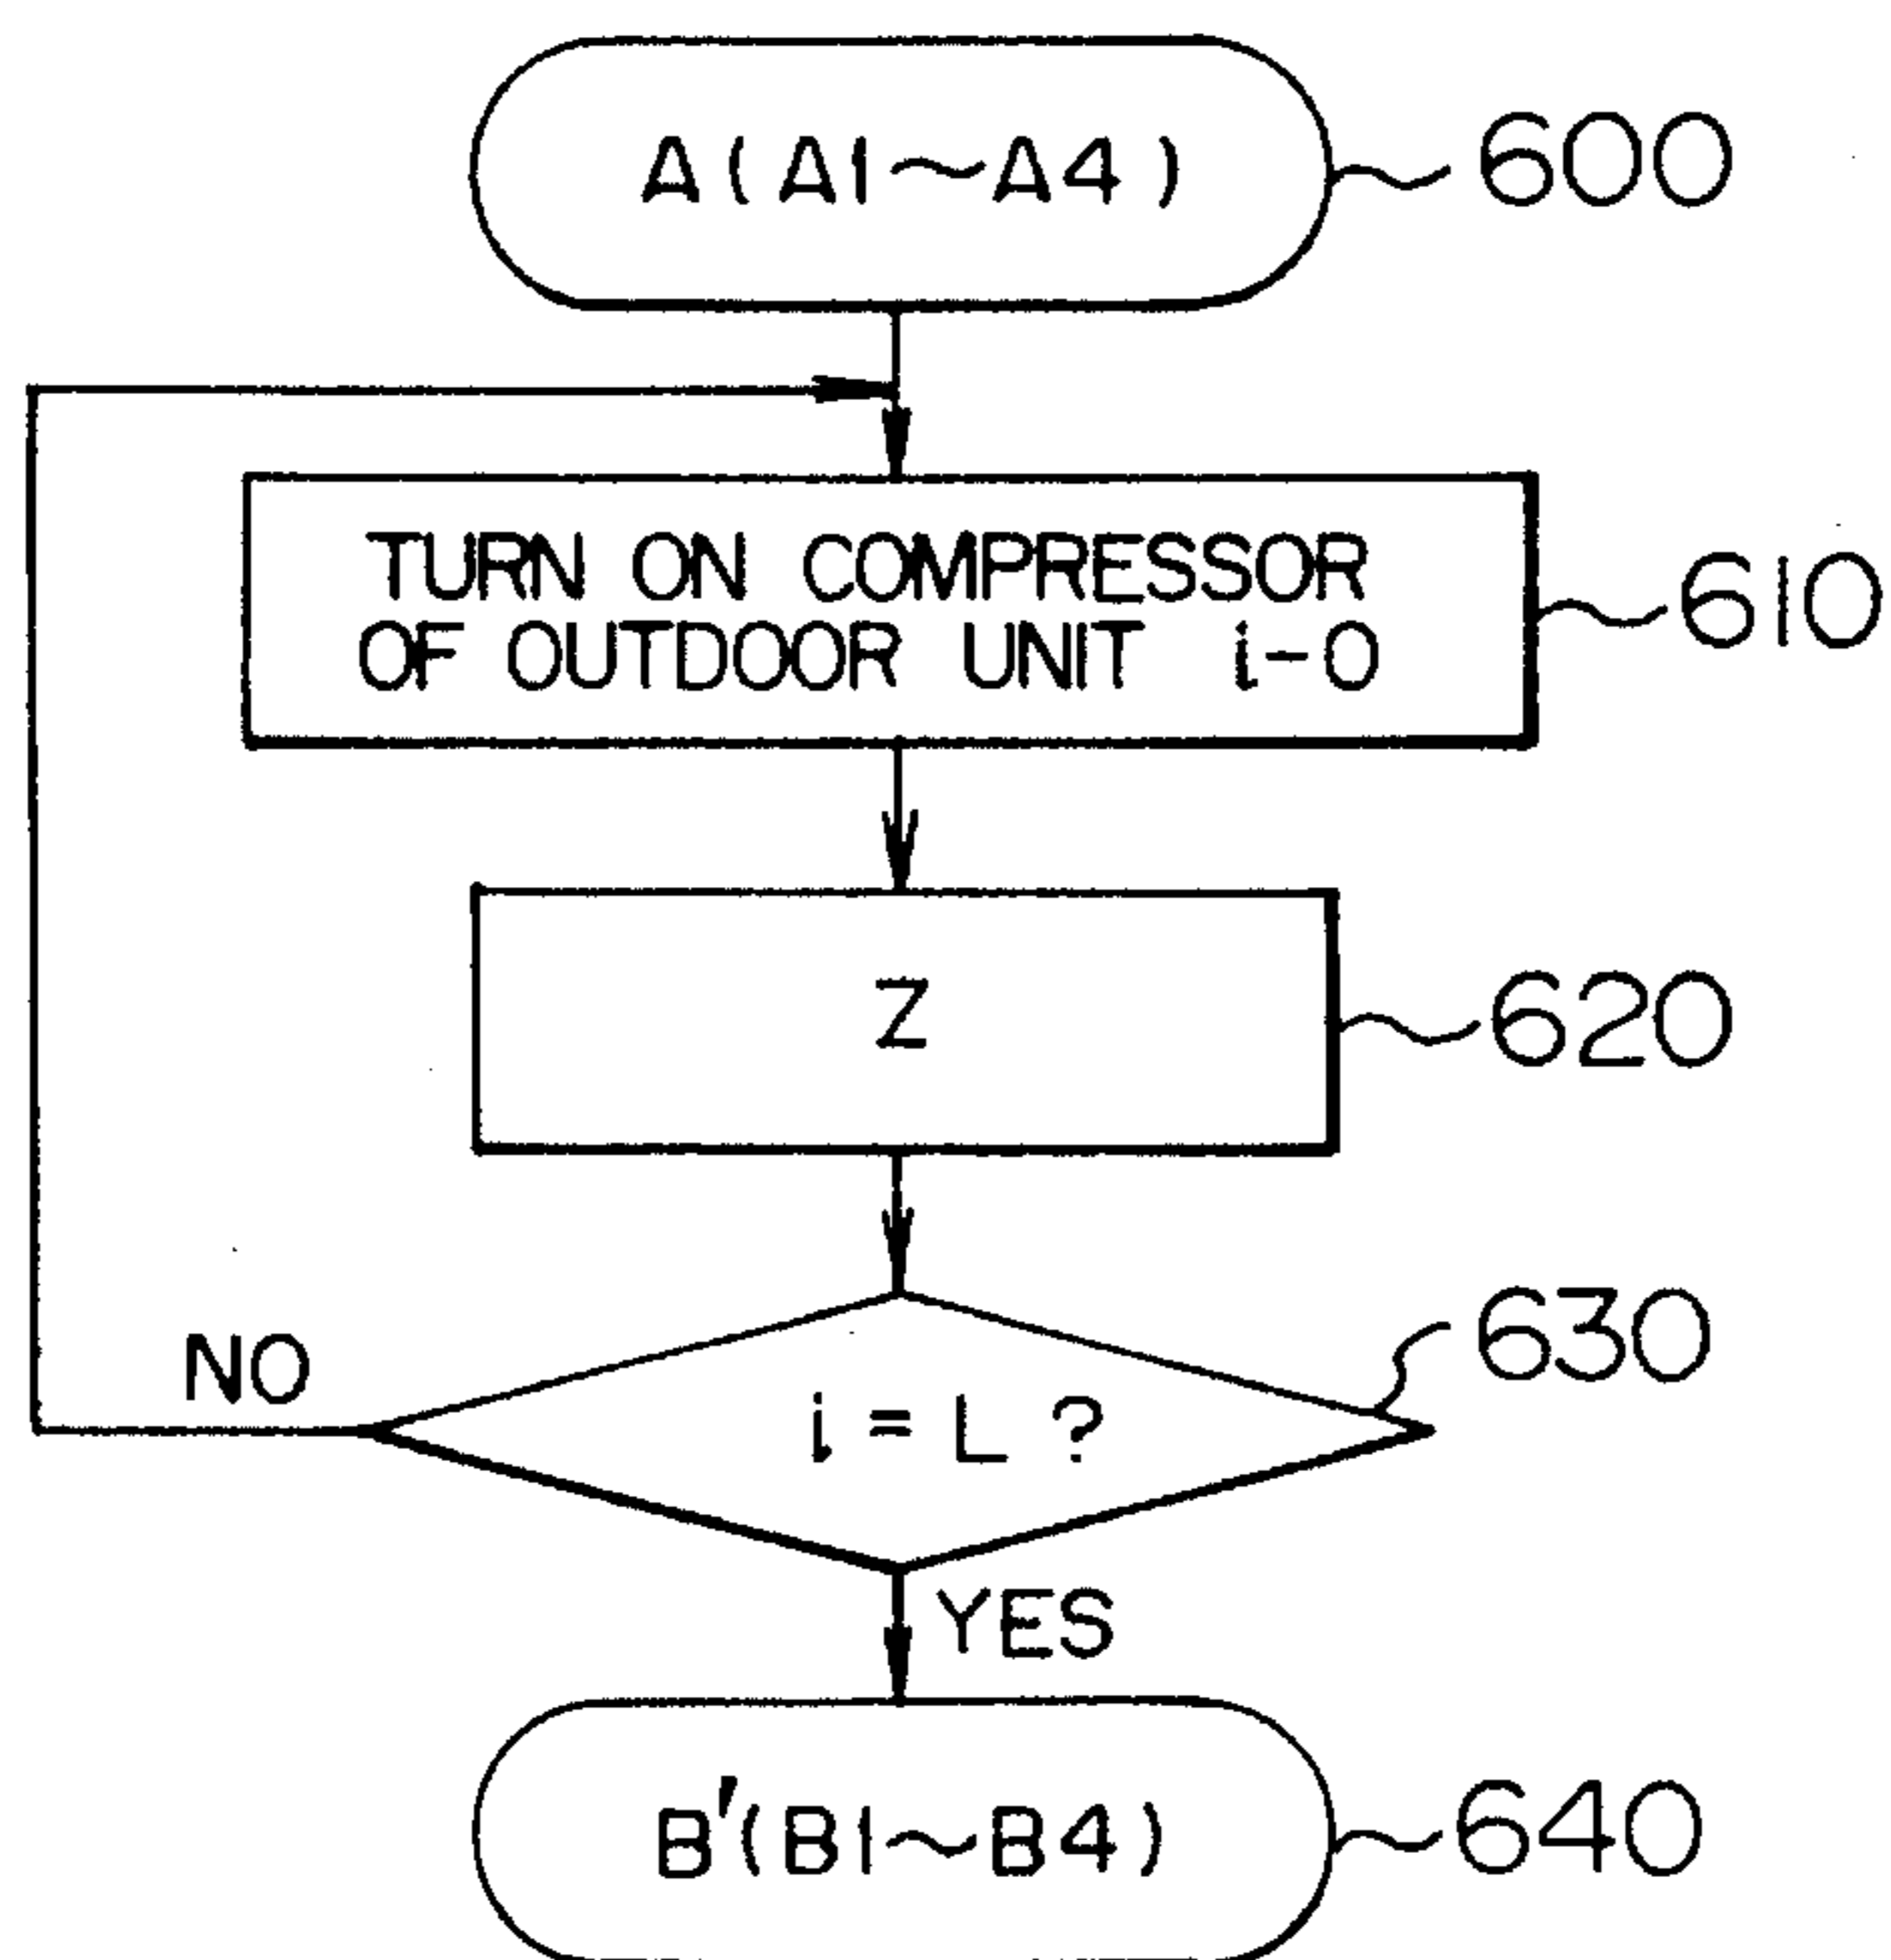 A(A1~A4)
600
TURN ON COMPRESSOR
OF OUTDOOR UNIT i-0
610
Z
620
630
NO
i=L?
YES
B'(B1~B4)
640